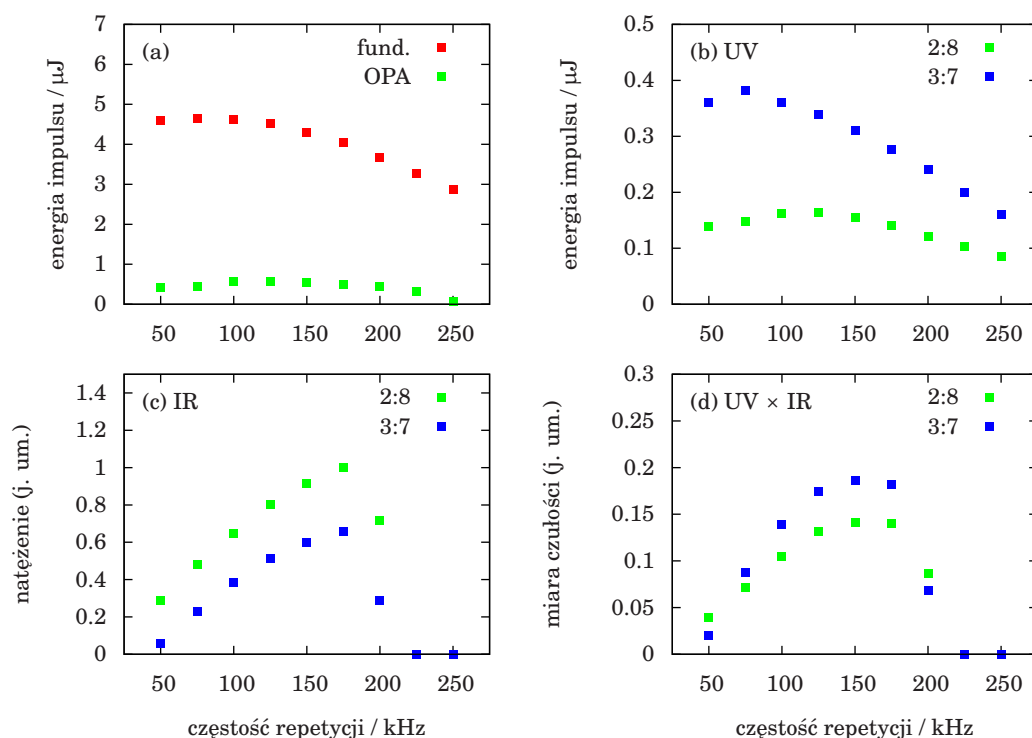 (a)
fund.
OPA
energia impulsu / μJ
7
6
5
4
3
2
1
0
50 100 150 200 250
(b) UV
2:8
3:7
energia impulsu / μJ
0.5
0.4
0.3
0.2
0.1
0
50 100 150 200 250
(c) IR
2:8
3:7
natężenie (j. um.)
1.4
1.2
1
0.8
0.6
0.4
0.2
0
50 100 150 200 250
częstość repetycji / kHz
(d) UV × IR
2:8
3:7
miara czułości (j. um.)
0.3
0.25
0.2
0.15
0.1
0.05
0
50 100 150 200 250
częstość repetycji / kHz